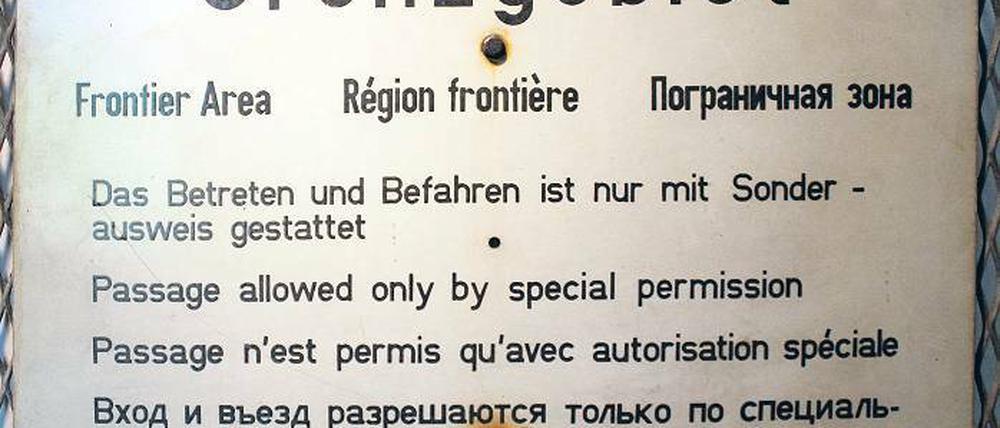 Grenzgebiet
Frontier Area Région frontière Пограничная зона
Das Betreten und Befahren ist nur mit Sonder -
ausweis gestattet
Passage allowed only by special permission
Passage n'est permis qu'avec autorisation spéciale
Вход и въезд разрешаются только по специаль-